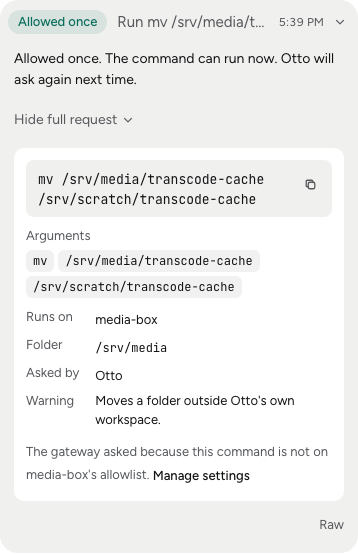 Allowed once Run mv /srv/media/t... 5:39 PM
Allowed once. The command can run now. Otto will
ask again next time.
Hide full request
mv /srv/media/transcode-cache
/srv/scratch/transcode-cache
Arguments
mv /srv/media/transcode-cache
/srv/scratch/transcode-cache
Runs on media-box
Folder /srv/media
Asked by Otto
Warning Moves a folder outside Otto's own
workspace.
The gateway asked because this command is not on
media-box's allowlist. Manage settings
Raw